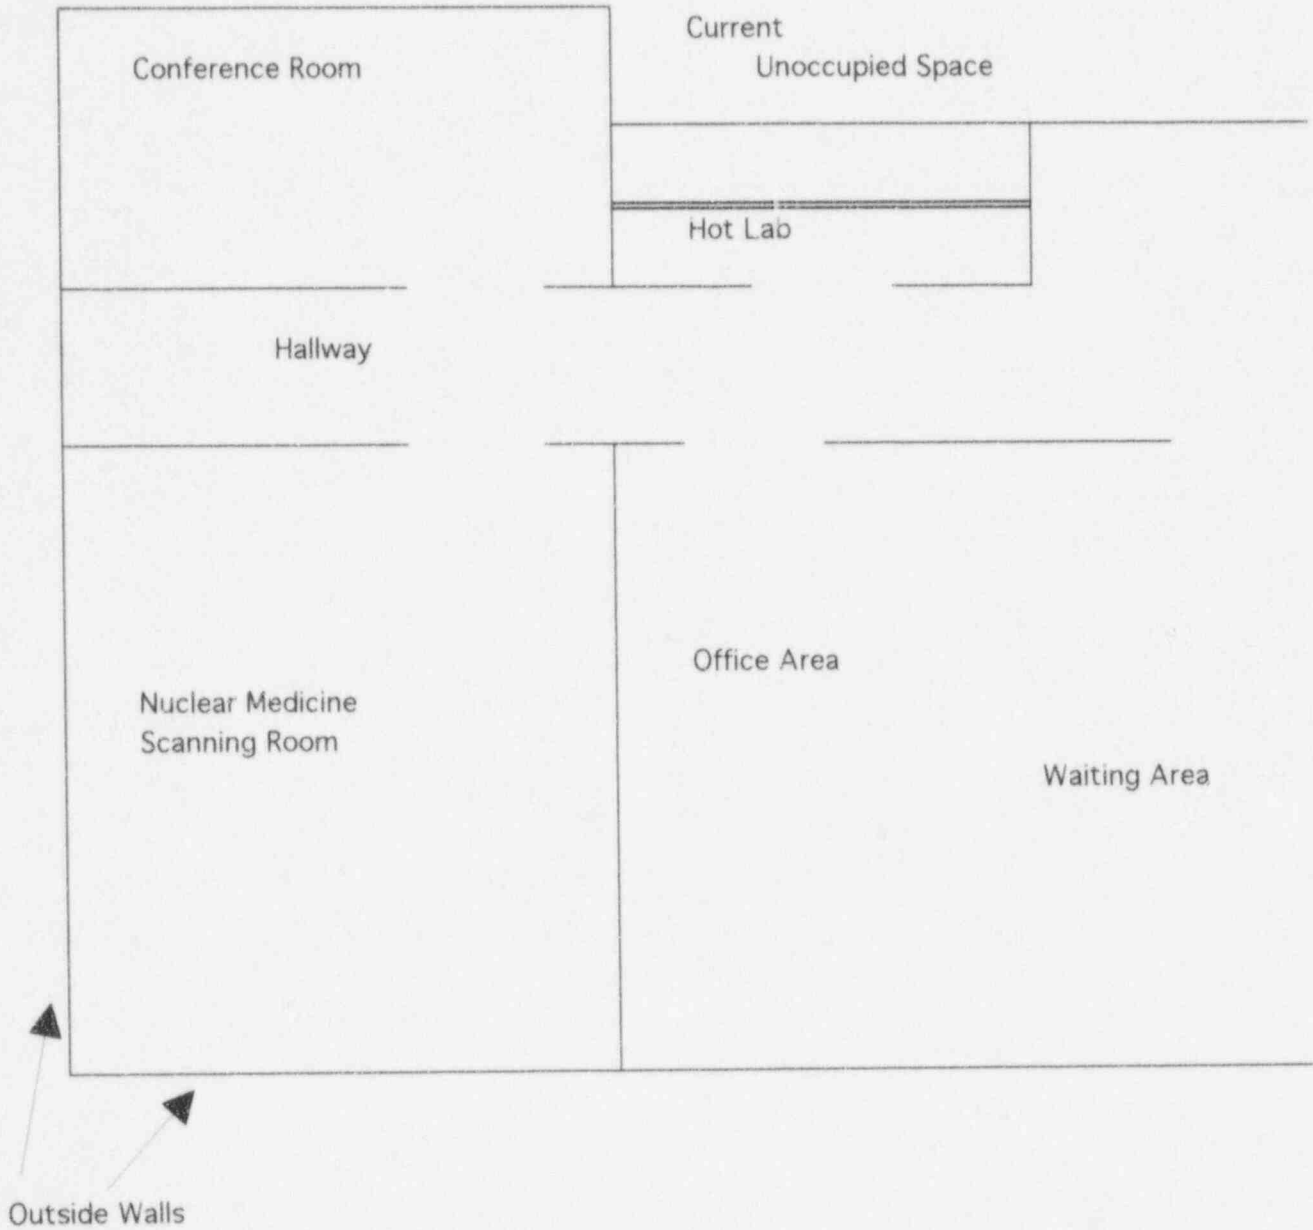 Current
Unoccupied Space
Conference Room
Hot Lab
Hallway
Office Area
Nuclear Medicine
Scanning Room
Waiting Area
Outside Walls